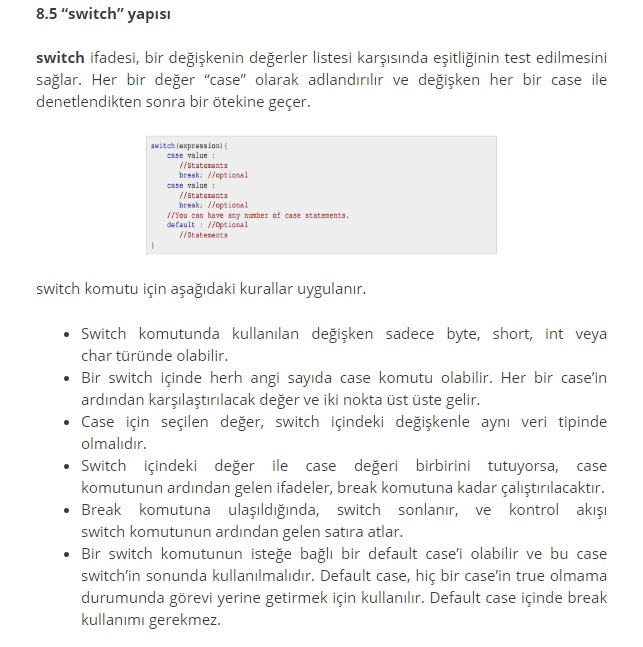 8.5 “switch” yapısı
switch ifadesi, bir değişkenin değerler listesi karşısında eşitliğinin test edilmesini
sağlar. Her bir değer “case” olarak adlandırılır ve değişken her bir case ile
denetlendikten sonra bir ötekine geçer.
switch(expression){
case value :
//Statements
break; //optional
case value :
//Statements
break; //optional
//You can have any number of case statements.
default : //Optional
//Statements
}
switch komutu için aşağıdaki kurallar uygulanır.
• Switch komutunda kullanılan değişken sadece byte, short, int veya
char türünde olabilir.
• Bir switch içinde herh angi sayıda case komutu olabilir. Her bir case’in
ardından karşılaştırılacak değer ve iki nokta üst üste gelir.
• Case için seçilen değer, switch içindeki değişkenle aynı veri tipinde
olmalıdır.
• Switch içindeki değer ile case değeri birbirini tutuyorsa, case
komutunun ardından gelen ifadeler, break komutuna kadar çalıştırılacaktır.
• Break komutuna ulaşıldığında, switch sonlanır, ve kontrol akışı
switch komutunun ardından gelen satıra atlar.
• Bir switch komutunun isteğe bağlı bir default case’i olabilir ve bu case
switch’in sonunda kullanılmalıdır. Default case, hiç bir case’in true olmama
durumunda görevi yerine getirmek için kullanılır. Default case içinde break
kullanımı gerekmez.